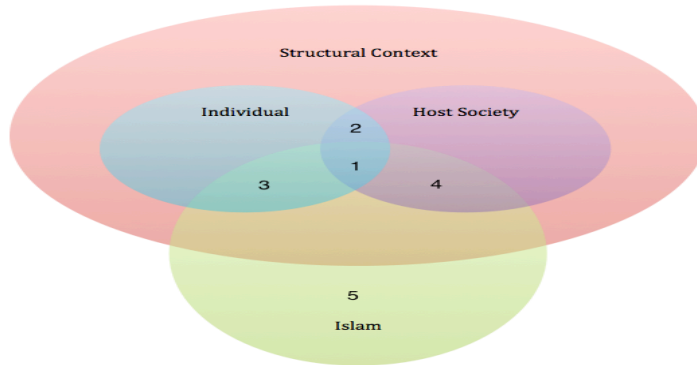 Structural Context
Individual
Host Society
2
1
3
4
5
Islam